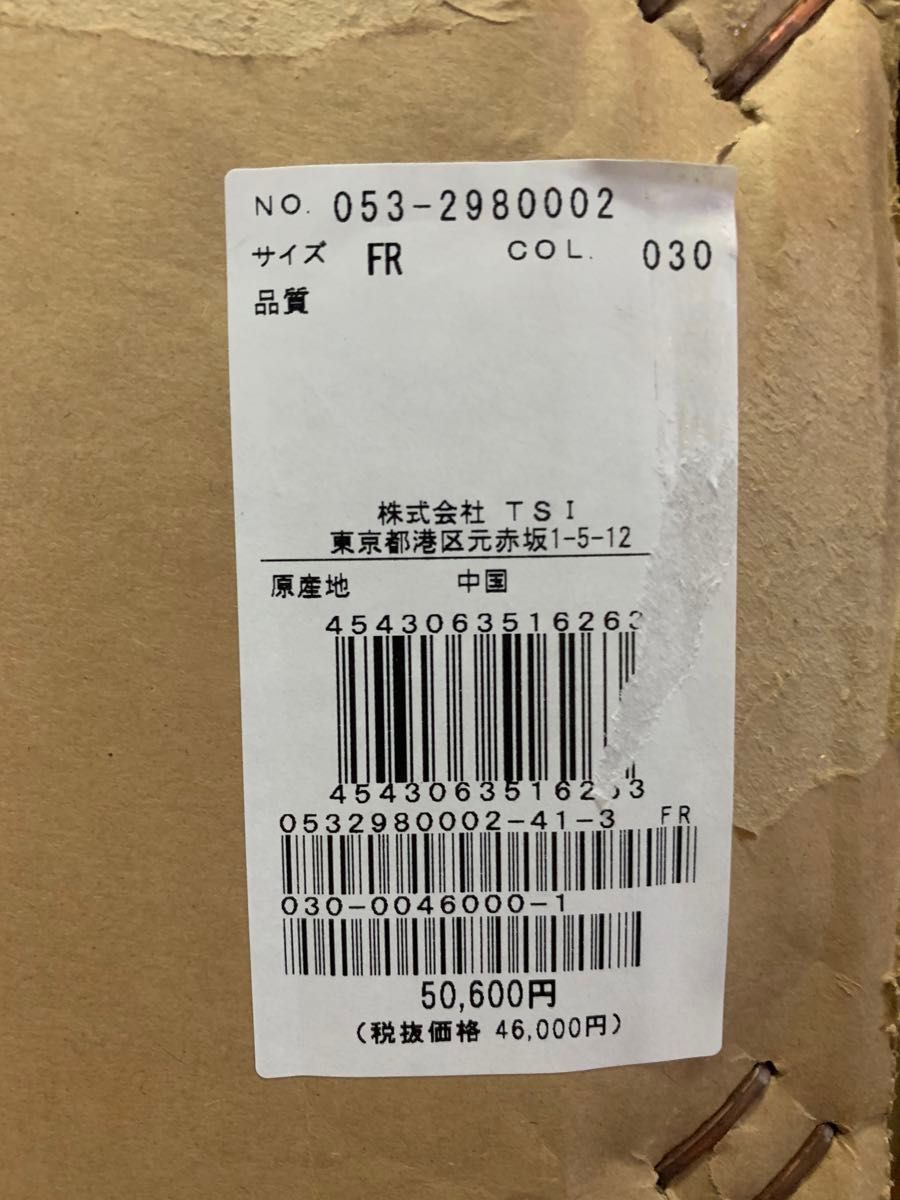 NO. 053-2980002
サイズ FR COL. 030
品質
株式会社 TSI
東京都港区元赤坂1-5-12
原産地 中国
4543063516263
4543063516263
0532980002-41-3 FR
030-0046000-1
50,600円
(税抜価格 46,000円)